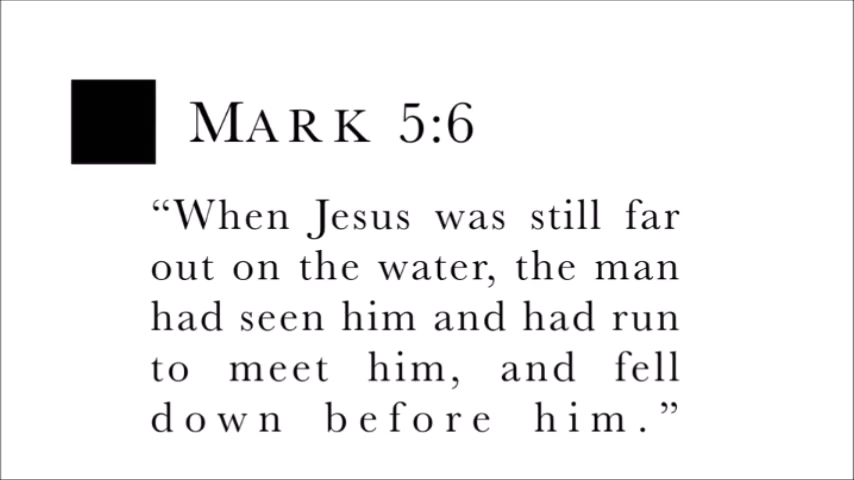 MARK 5:6
“When Jesus was still far
out on the water, the man
had seen him and had run
to meet him, and fell
down before him.”